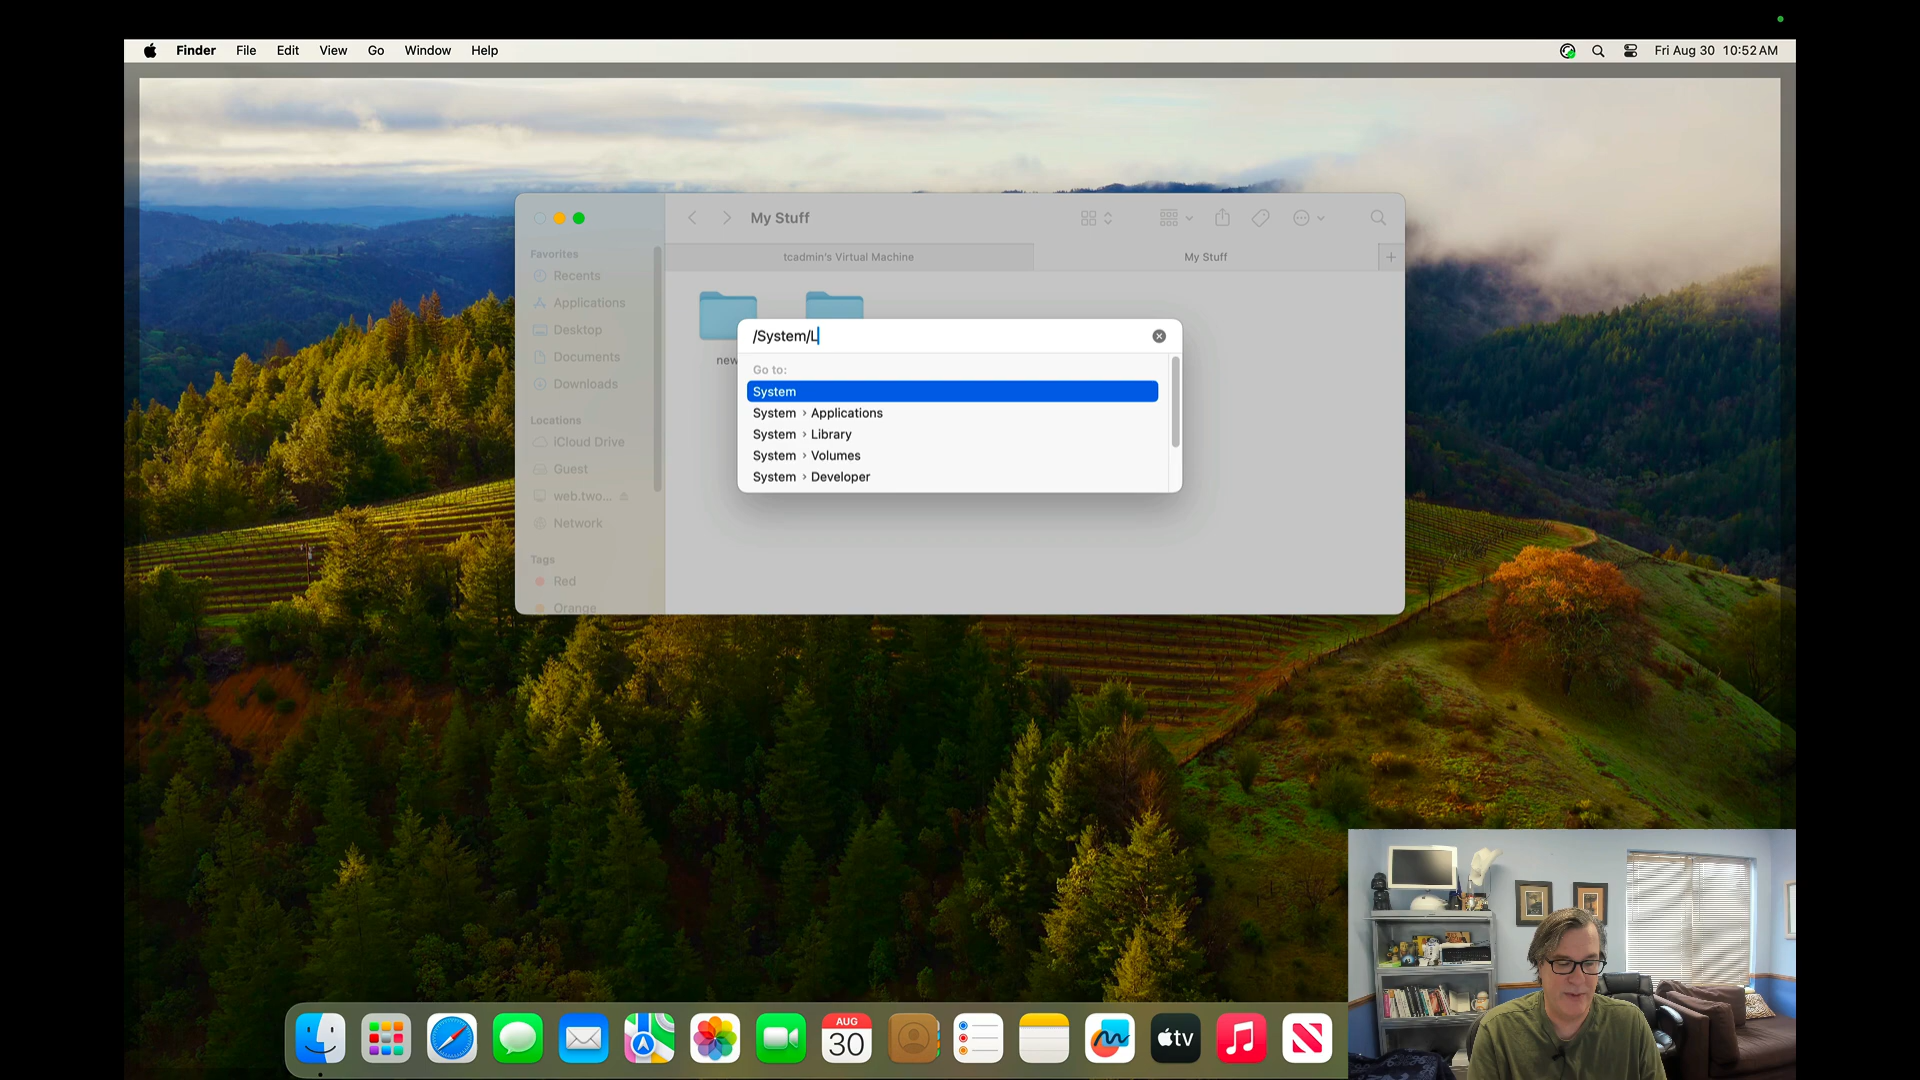 Finder File Edit View Go Window Help
Fri Aug 30 10:52 AM
My Stuff
tcadmin's Virtual Machine
My Stuff
Favorites
Recents
Applications
Desktop
Documents
Downloads
Locations
iCloud Drive
Guest
web.two...
Network
Tags
Red
Orange
new
/System/L
Go to:
System
System › Applications
System › Library
System › Volumes
System › Developer
AUG
30
tv